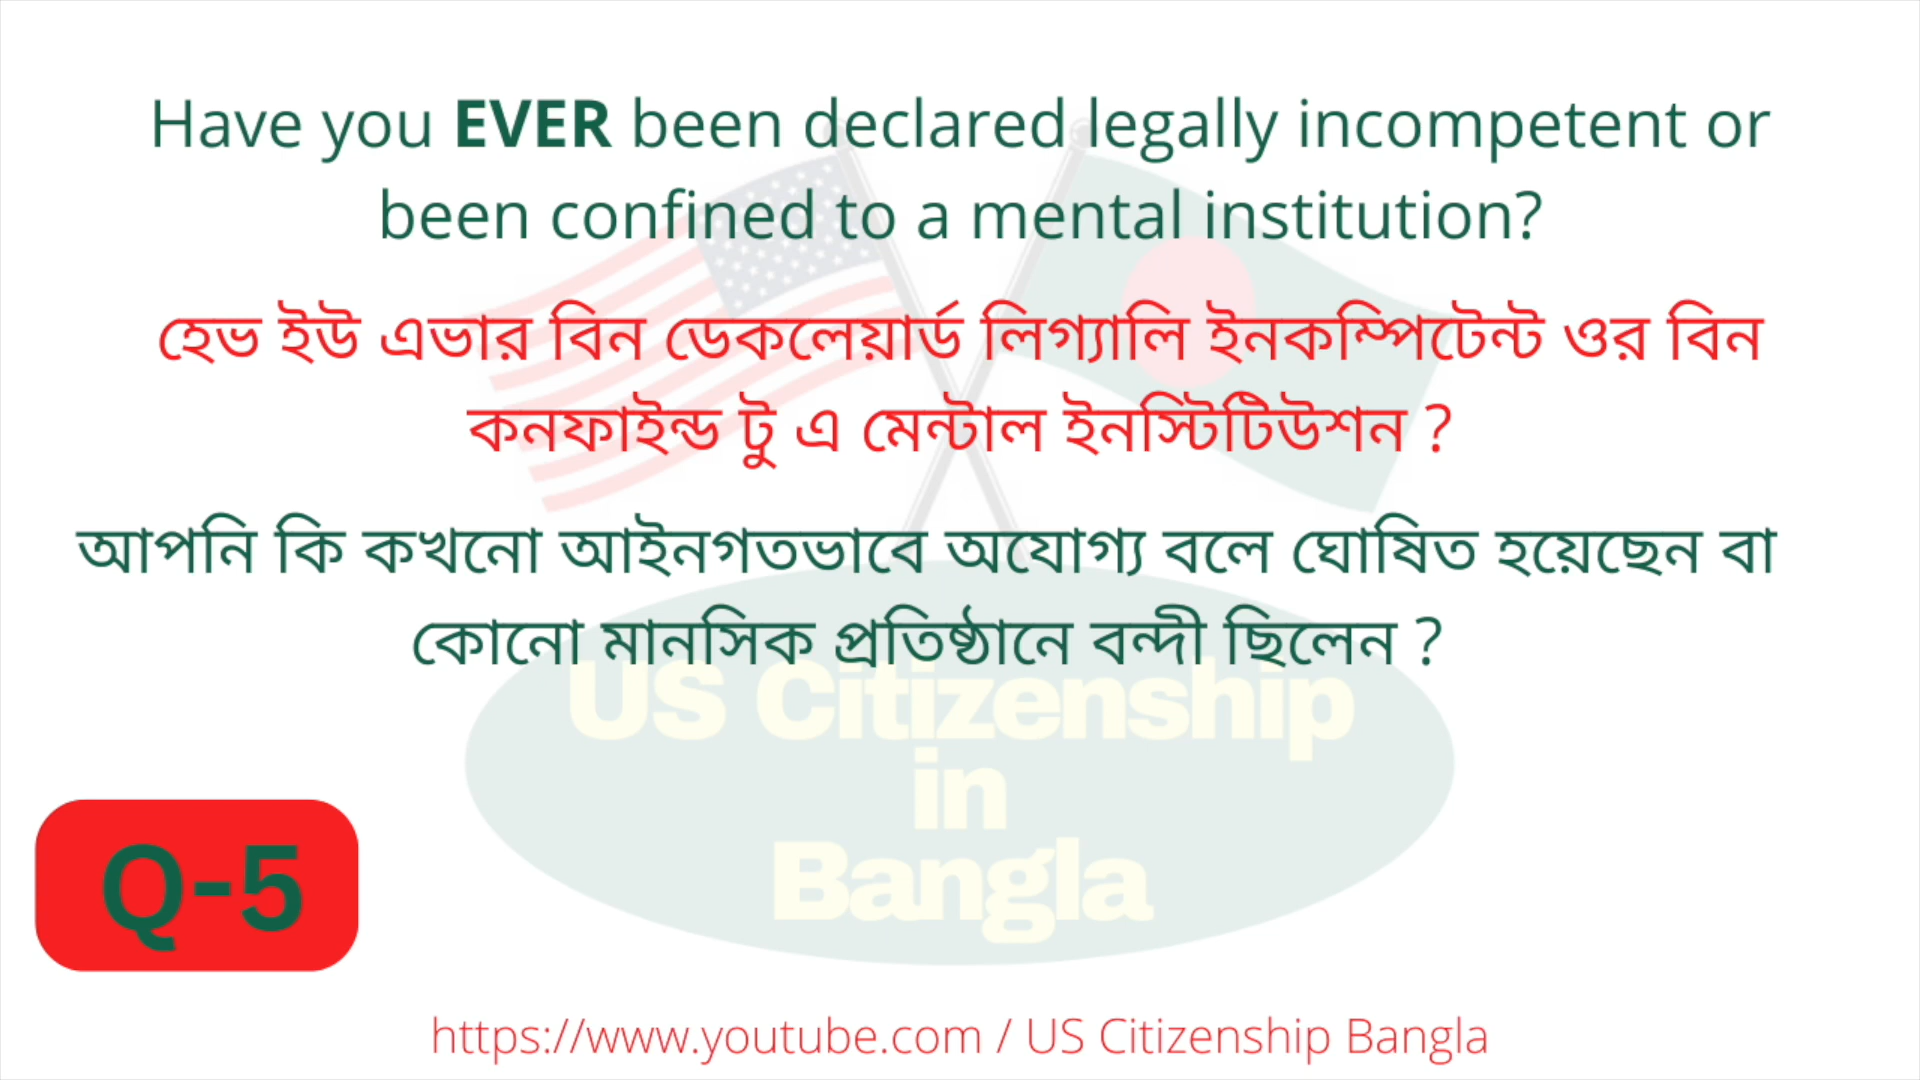 Have you EVER been declared legally incompetent or
been confined to a mental institution?
হেভ ইউ এভার বিন ডেকলেয়ার্ড লিগ্যালি ইনকম্পিটেন্ট ওর বিন
কনফাইন্ড টু এ মেন্টাল ইনস্টিটিউশন ?
আপনি কি কখনো আইনগতভাবে অযোগ্য বলে ঘোষিত হয়েছেন বা
কোনো মানসিক প্রতিষ্ঠানে বন্দী ছিলেন ?
US Citizenship
in
Bangla
Q-5
https://www.youtube.com / US Citizenship Bangla